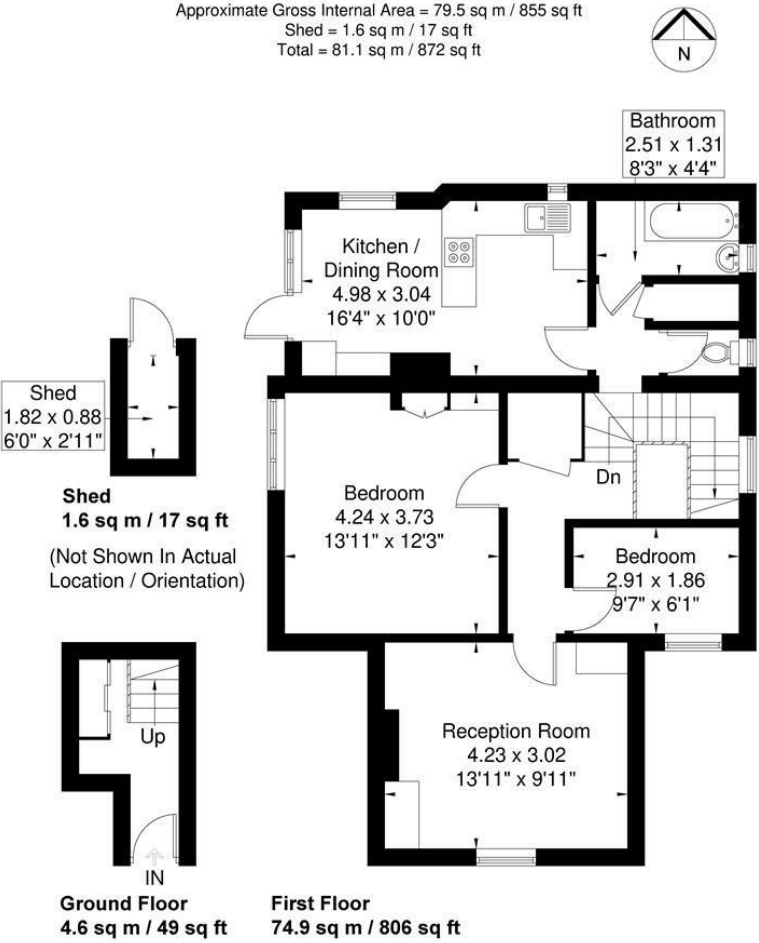 Approximate Gross Internal Area = 79.5 sq m / 855 sq ft
Shed = 1.6 sq m / 17 sq ft
Total = 81.1 sq m / 872 sq ft
N
Bathroom
2.51 x 1.31
8'3" x 4'4"
Kitchen /
Dining Room
4.98 x 3.04
16'4" x 10'0"
Shed
1.82 x 0.88
6'0" x 2'11"
Shed
1.6 sq m / 17 sq ft
(Not Shown In Actual
Location / Orientation)
Bedroom
4.24 x 3.73
13'11" x 12'3"
Dn
Bedroom
2.91 x 1.86
9'7" x 6'1"
Reception Room
4.23 x 3.02
13'11" x 9'11"
Up
IN
Ground Floor
4.6 sq m / 49 sq ft
First Floor
74.9 sq m / 806 sq ft